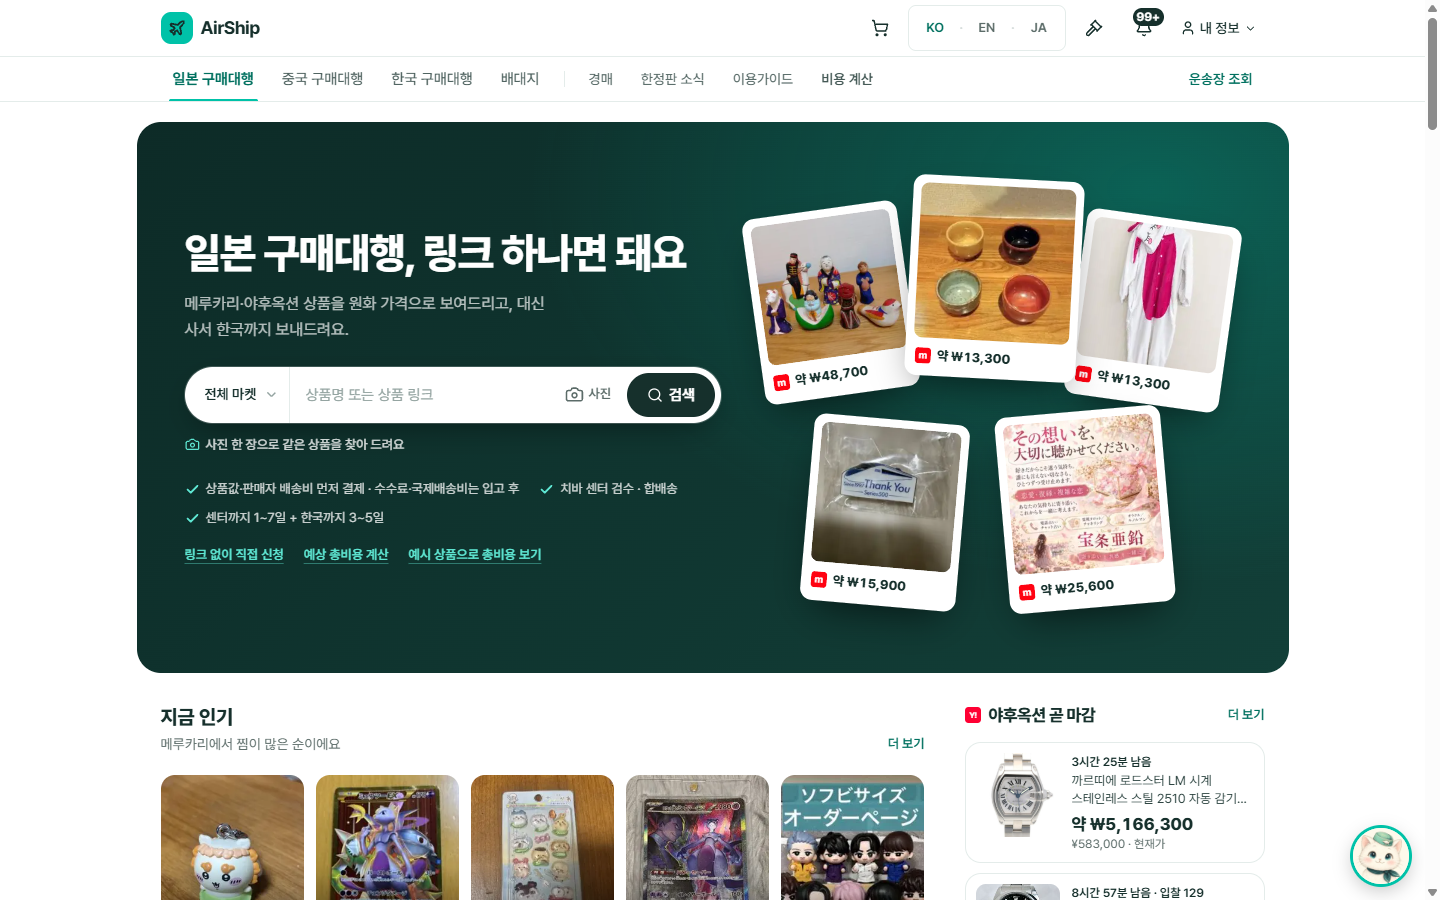 AirShip
KO · EN · JA
99+
내 정보
일본 구매대행
중국 구매대행
한국 구매대행
배대지
경매
한정판 소식
이용가이드
비용 계산
운송장 조회
일본 구매대행, 링크 하나면 돼요
메루카리·야후옥션 상품을 원화 가격으로 보여드리고, 대신
사서 한국까지 보내드려요.
전체 마켓
상품명 또는 상품 링크
사진
검색
사진 한 장으로 같은 상품을 찾아 드려요
상품값·판매자 배송비 먼저 결제 · 수수료·국제배송비는 입고 후
치바 센터 검수 · 합배송
센터까지 1~7일 + 한국까지 3~5일
링크 없이 직접 신청
예상 총비용 계산
예시 상품으로 총비용 보기
m 약 ₩48,700
m 약 ₩13,300
m 약 ₩13,300
Thank You
m 약 ₩15,900
その想いを、
大切に聴かせてください。
宝条亜鉛
m 약 ₩25,600
지금 인기
메루카리에서 찜이 많은 순이에요
더 보기
ソフビサイズ
オーダーページ
Y! 야후옥션 곧 마감
더 보기
3시간 25분 남음
까르띠에 로드스터 LM 시계
스테인레스 스틸 2510 자동 감기...
약 ₩5,166,300
¥583,000 · 현재가
8시간 57분 남음 · 입찰 129